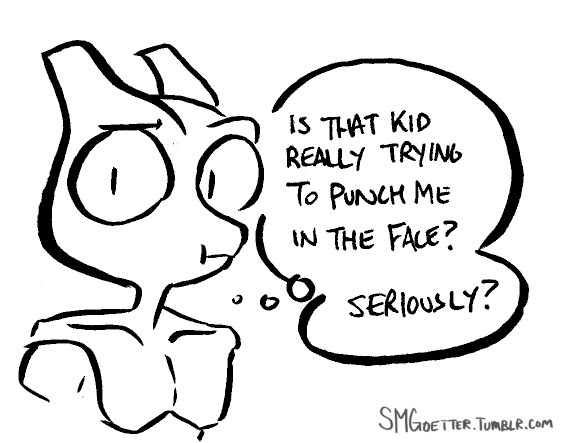 IS THAT KID
REALLY TRYING
TO PUNCH ME
IN THE FACE?
SERIOUSLY?
SMGOETTER.TUMBLR.COM